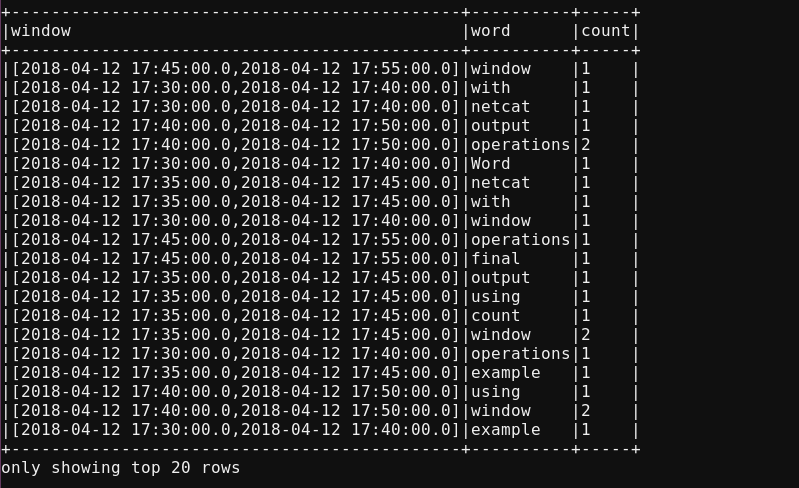 +----------------------------------------------+----------+-----+
|window                                        |word      |count|
+----------------------------------------------+----------+-----+
|[2018-04-12 17:45:00.0,2018-04-12 17:55:00.0]|window    |1    |
|[2018-04-12 17:30:00.0,2018-04-12 17:40:00.0]|with      |1    |
|[2018-04-12 17:30:00.0,2018-04-12 17:40:00.0]|netcat    |1    |
|[2018-04-12 17:40:00.0,2018-04-12 17:50:00.0]|output    |1    |
|[2018-04-12 17:40:00.0,2018-04-12 17:50:00.0]|operations|2    |
|[2018-04-12 17:30:00.0,2018-04-12 17:40:00.0]|Word      |1    |
|[2018-04-12 17:35:00.0,2018-04-12 17:45:00.0]|netcat    |1    |
|[2018-04-12 17:35:00.0,2018-04-12 17:45:00.0]|with      |1    |
|[2018-04-12 17:30:00.0,2018-04-12 17:40:00.0]|window    |1    |
|[2018-04-12 17:45:00.0,2018-04-12 17:55:00.0]|operations|1    |
|[2018-04-12 17:45:00.0,2018-04-12 17:55:00.0]|final     |1    |
|[2018-04-12 17:35:00.0,2018-04-12 17:45:00.0]|output    |1    |
|[2018-04-12 17:35:00.0,2018-04-12 17:45:00.0]|using     |1    |
|[2018-04-12 17:35:00.0,2018-04-12 17:45:00.0]|count     |1    |
|[2018-04-12 17:35:00.0,2018-04-12 17:45:00.0]|window    |2    |
|[2018-04-12 17:30:00.0,2018-04-12 17:40:00.0]|operations|1    |
|[2018-04-12 17:35:00.0,2018-04-12 17:45:00.0]|example   |1    |
|[2018-04-12 17:40:00.0,2018-04-12 17:50:00.0]|using     |1    |
|[2018-04-12 17:40:00.0,2018-04-12 17:50:00.0]|window    |2    |
|[2018-04-12 17:30:00.0,2018-04-12 17:40:00.0]|example   |1    |
+----------------------------------------------+----------+-----+
only showing top 20 rows